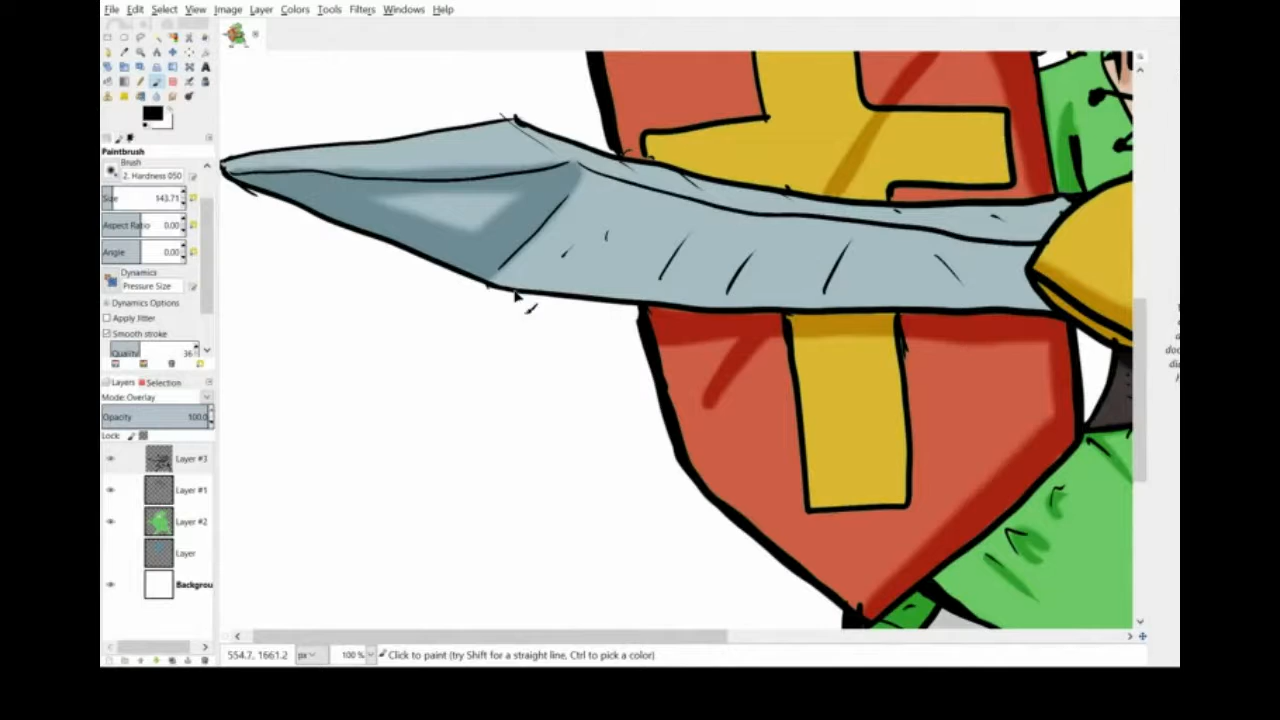 File Edit Select View Image Layer Colors Tools Filters Windows Help
Paintbrush
Brush
2. Hardness 050
Size 143.71
Aspect Ratio 0.00
Angle 0.00
Dynamics
Pressure Size
Dynamics Options
Apply Jitter
Smooth stroke
Quality 36
Layers Selection
Mode: Overlay
Opacity 100.0
Lock:
Layer #3
Layer #1
Layer #2
Layer
Backgrou
554.7, 1661.2 px 100 % Click to paint (try Shift for a straight line, Ctrl to pick a color)